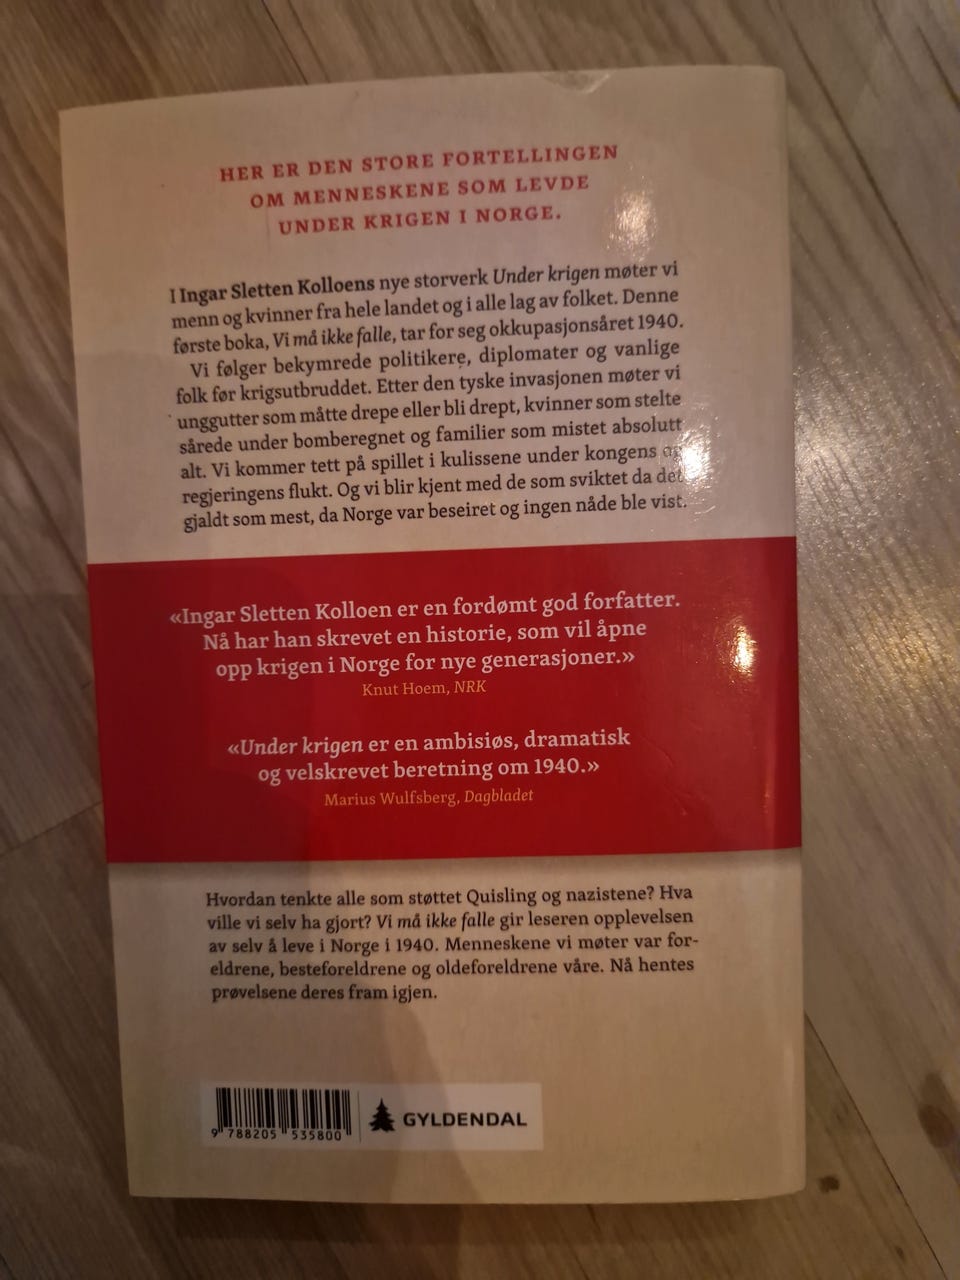 HER ER DEN STORE FORTELLINGEN
OM MENNESKENE SOM LEVDE
UNDER KRIGEN I NORGE.
I Ingar Sletten Kolloens nye storverk Under krigen møter vi
menn og kvinner fra hele landet og i alle lag av folket. Denne
første boka, Vi må ikke falle, tar for seg okkupasjonsåret 1940.
Vi følger bekymrede politikere, diplomater og vanlige
folk før krigsutbruddet. Etter den tyske invasjonen møter vi
unggutter som måtte drepe eller bli drept, kvinner som stelte
sårede under bomberegnet og familier som mistet absolutt
alt. Vi kommer tett på spillet i kulissene under kongens og
regjeringens flukt. Og vi blir kjent med de som sviktet da det
gjaldt som mest, da Norge var beseiret og ingen nåde ble vist.
«Ingar Sletten Kolloen er en fordømt god forfatter.
Nå har han skrevet en historie, som vil åpne
opp krigen i Norge for nye generasjoner.»
Knut Hoem, NRK
«Under krigen er en ambisiøs, dramatisk
og velskrevet beretning om 1940.»
Marius Wulfsberg, Dagbladet
Hvordan tenkte alle som støttet Quisling og nazistene? Hva
ville vi selv ha gjort? Vi må ikke falle gir leseren opplevelsen
av selv å leve i Norge i 1940. Menneskene vi møter var for-
eldrene, besteforeldrene og oldeforeldrene våre. Nå hentes
prøvelsene deres fram igjen.
9 788205 535800
GYLDENDAL